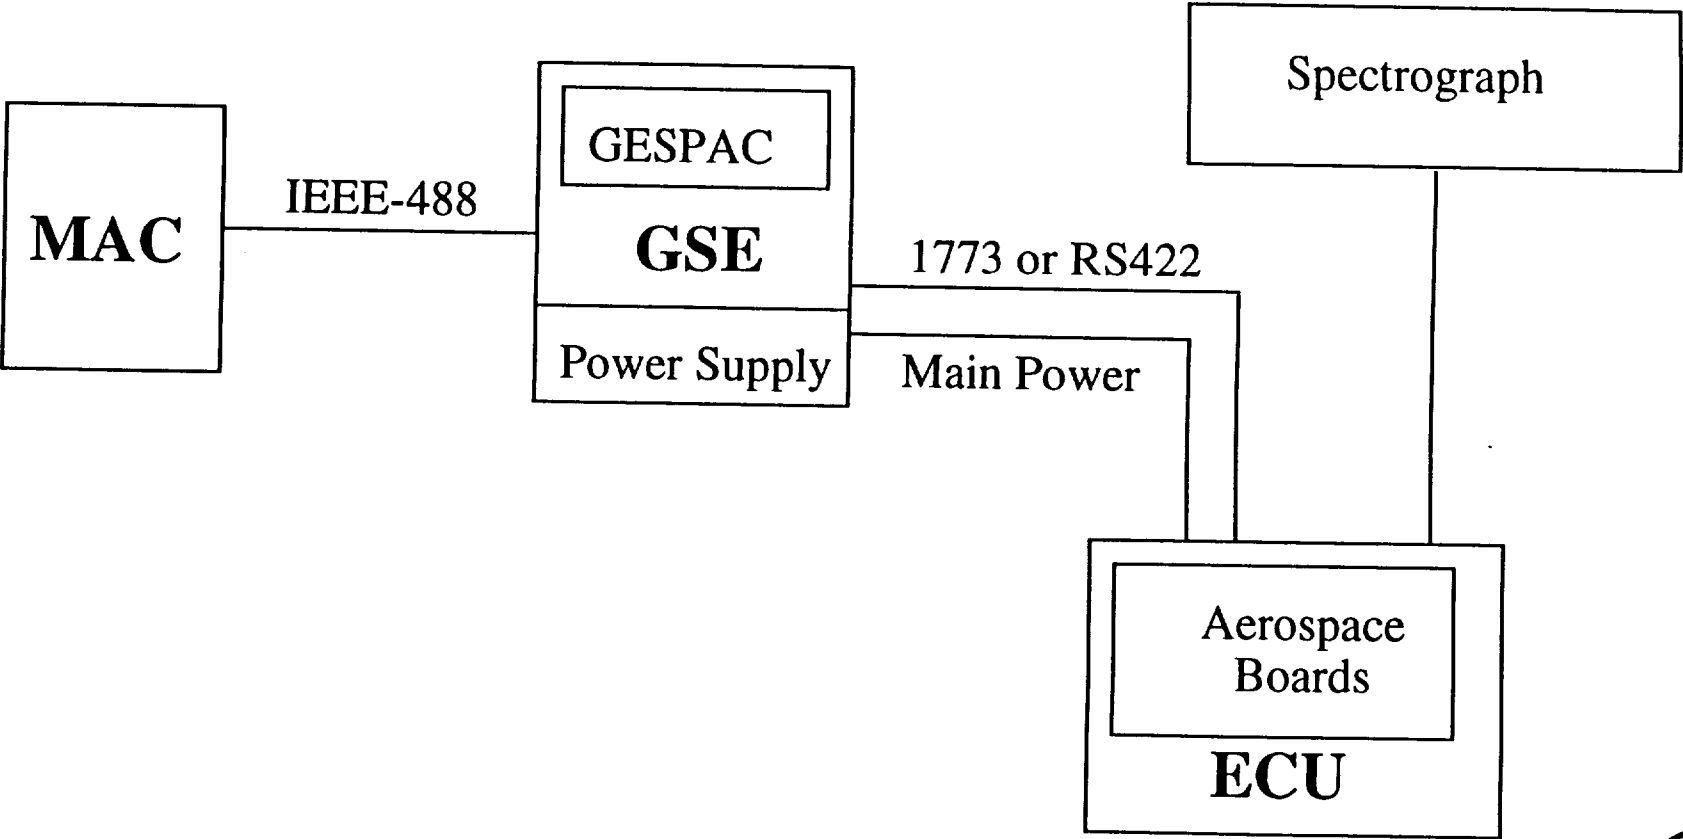 Spectrograph
GESPAC
IEEE-488
MAC
GSE
1773 or RS422
Power Supply
Main Power
Aerospace
Boards
ECU